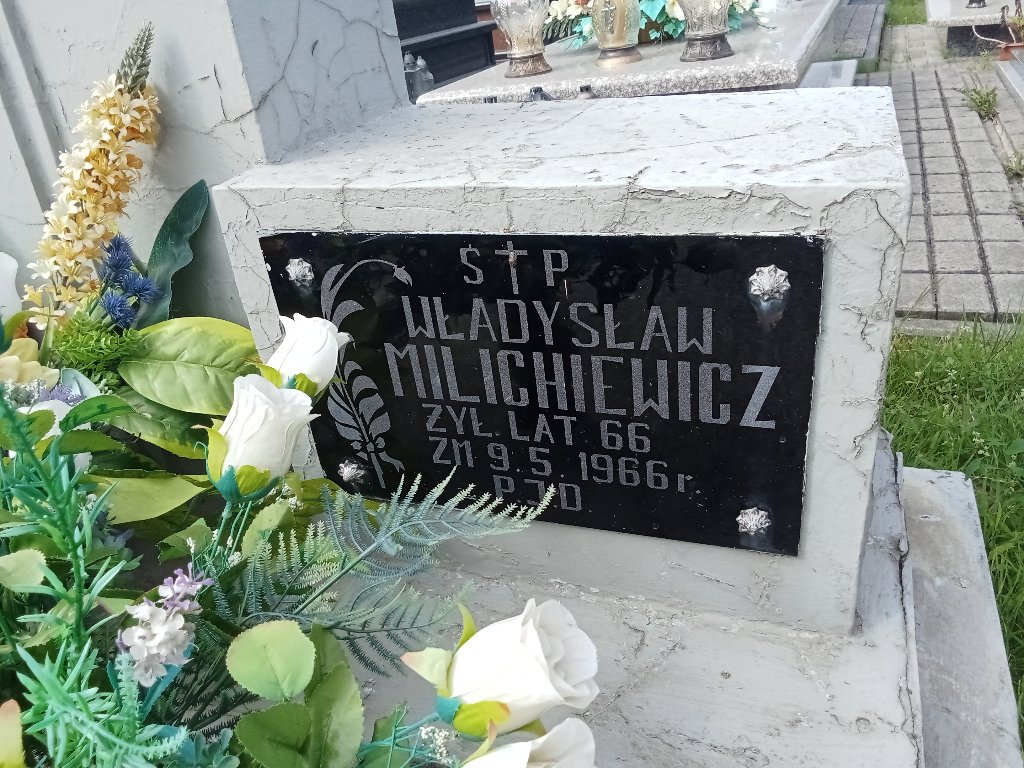 Ś † P
WŁADYSŁAW
MILICHIEWICZ
ŻYŁ LAT 66
ZM 9.5.1966 r.
P.J.D.